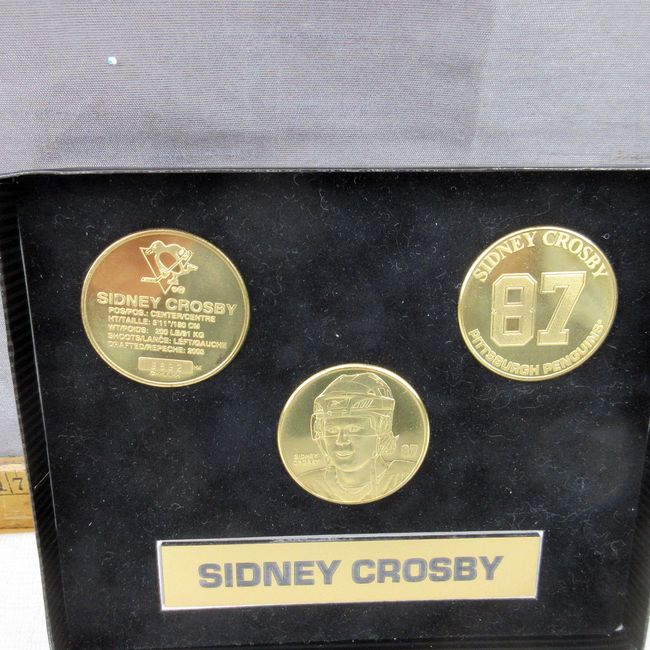 SIDNEY CROSBY
POS/POS.: CENTER/CENTRE
HT/TAILLE: 5'11"/180 CM
WT/POIDS: 200 LB/91 KG
SHOOTS/LANCE: LEFT/GAUCHE
DRAFTED/REPECHE: 2005
SIDNEY CROSBY
87
PITTSBURGH PENGUINS
SIDNEY
CROSBY
87
17
SIDNEY CROSBY